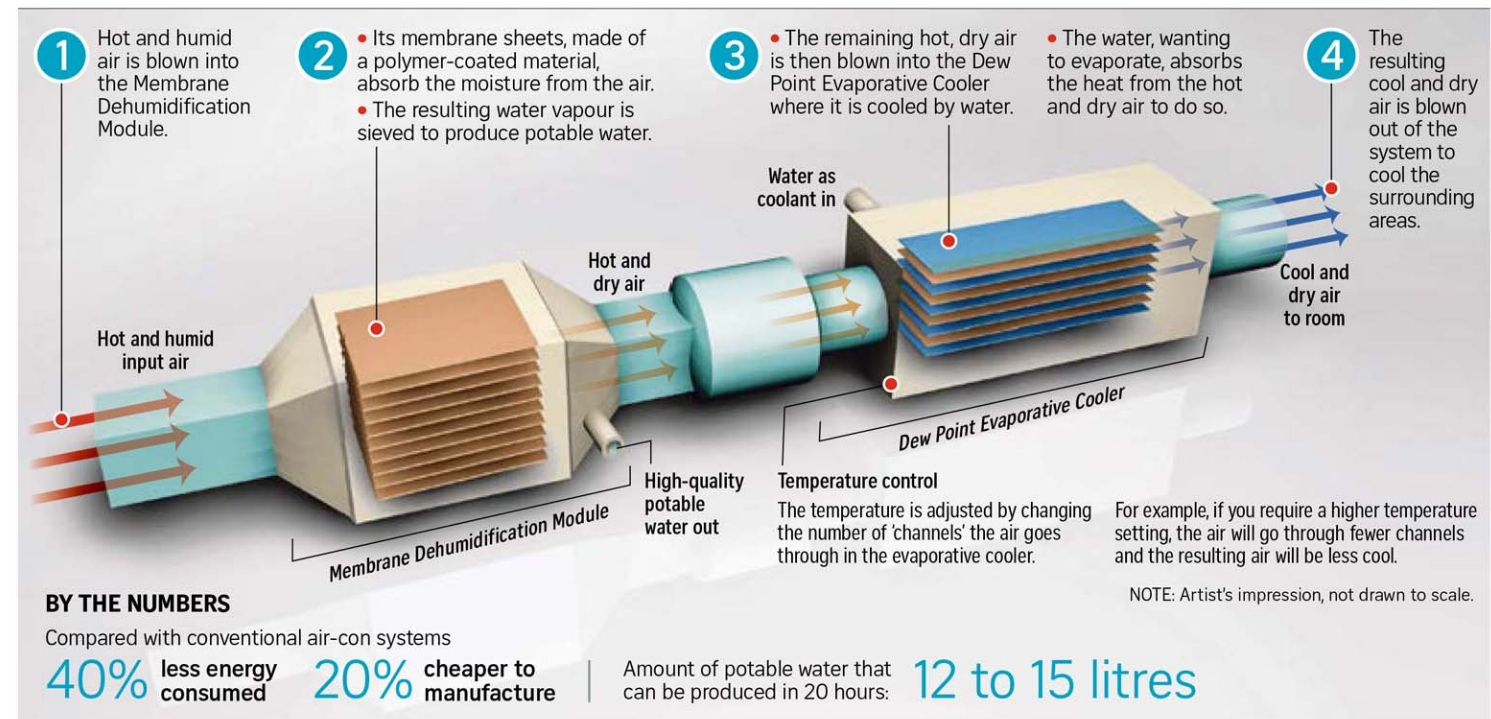 1
Hot and humid
air is blown into
the Membrane
Dehumidification
Module.
2
• Its membrane sheets, made of
a polymer-coated material,
absorb the moisture from the air.
• The resulting water vapour is
sieved to produce potable water.
3
• The remaining hot, dry air
is then blown into the Dew
Point Evaporative Cooler
where it is cooled by water.
• The water, wanting
to evaporate, absorbs
the heat from the hot
and dry air to do so.
4
The
resulting
cool and dry
air is blown
out of the
system to
cool the
surrounding
areas.
Hot and humid
input air
Hot and
dry air
Water as
coolant in
Cool and
dry air
to room
High-quality
potable
water out
Membrane Dehumidification Module
Dew Point Evaporative Cooler
Temperature control
The temperature is adjusted by changing
the number of 'channels' the air goes
through in the evaporative cooler.
For example, if you require a higher temperature
setting, the air will go through fewer channels
and the resulting air will be less cool.
NOTE: Artist's impression, not drawn to scale.
BY THE NUMBERS
Compared with conventional air-con systems
40% less energy
consumed
20% cheaper to
manufacture
Amount of potable water that
can be produced in 20 hours:
12 to 15 litres